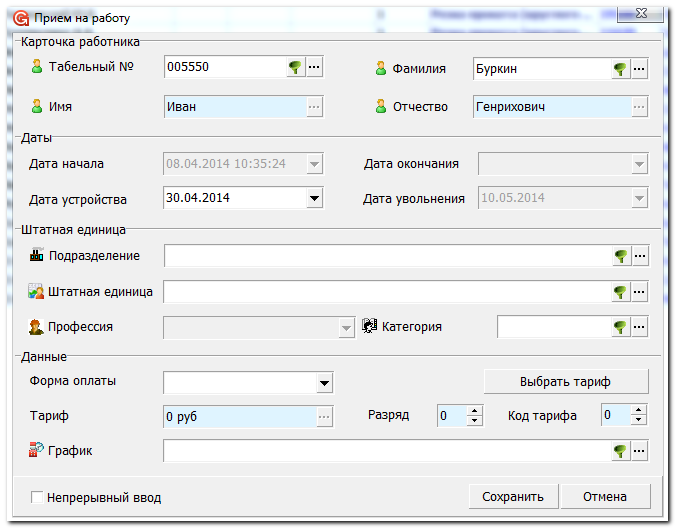 Прием на работу
Карточка работника
Табельный № 005550 Фамилия Буркин
Имя Иван Отчество Генрихович
Даты
Дата начала 08.04.2014 10:35:24 Дата окончания
Дата устройства 30.04.2014 Дата увольнения 10.05.2014
Штатная единица
Подразделение
Штатная единица
Профессия Категория
Данные
Форма оплаты Выбрать тариф
Тариф 0 руб Разряд 0 Код тарифа 0
График
Непрерывный ввод Сохранить Отмена